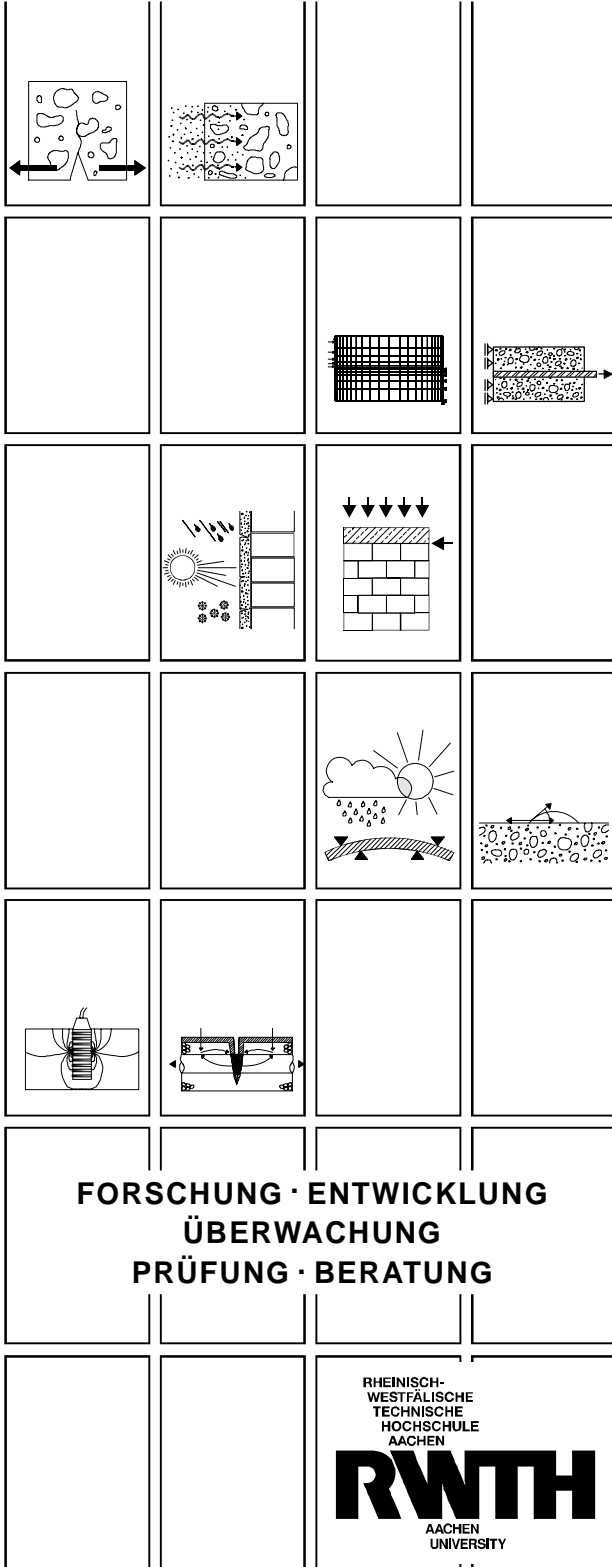 FORSCHUNG · ENTWICKLUNG
ÜBERWACHUNG
PRÜFUNG · BERATUNG
RHEINISCH-
WESTFÄLISCHE
TECHNISCHE
HOCHSCHULE
AACHEN
RWTH
AACHEN
UNIVERSITY